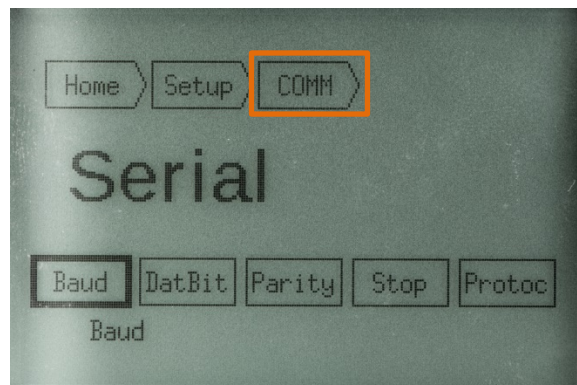 Home Setup COMM
Serial
Baud DatBit Parity Stop Protoc
Baud